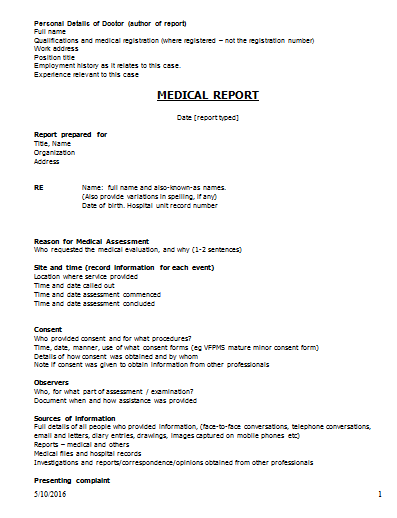 Personal Details of Doctor (author of report)
Full name
Qualifications and medical registration (where registered – not the registration number)
Work address
Position title
Employment history as it relates to this case.
Experience relevant to this case
MEDICAL REPORT
Date [report typed]
Report prepared for
Title, Name
Organization
Address
RE Name: full name and also-known-as names.
(Also provide variations in spelling, if any)
Date of birth. Hospital unit record number
Reason for Medical Assessment
Who requested the medical evaluation, and why (1-2 sentences)
Site and time (record information for each event)
Location where service provided
Time and date called out
Time and date assessment commenced
Time and date assessment concluded
Consent
Who provided consent and for what procedures?
Time, date, manner, use of what consent forms (eg VFPMS mature minor consent form)
Details of how consent was obtained and by whom
Note if consent was given to obtain information from other professionals
Observers
Who, for what part of assessment / examination?
Document when and how assistance was provided
Sources of Information
Full details of all people who provided information, (face-to-face conversations, telephone conversations,
email and letters, diary entries, drawings, images captured on mobile phones etc)
Reports – medical and others
Medical files and hospital records
Investigations and reports/correspondence/opinions obtained from other professionals
Presenting complaint
5/10/2016 1